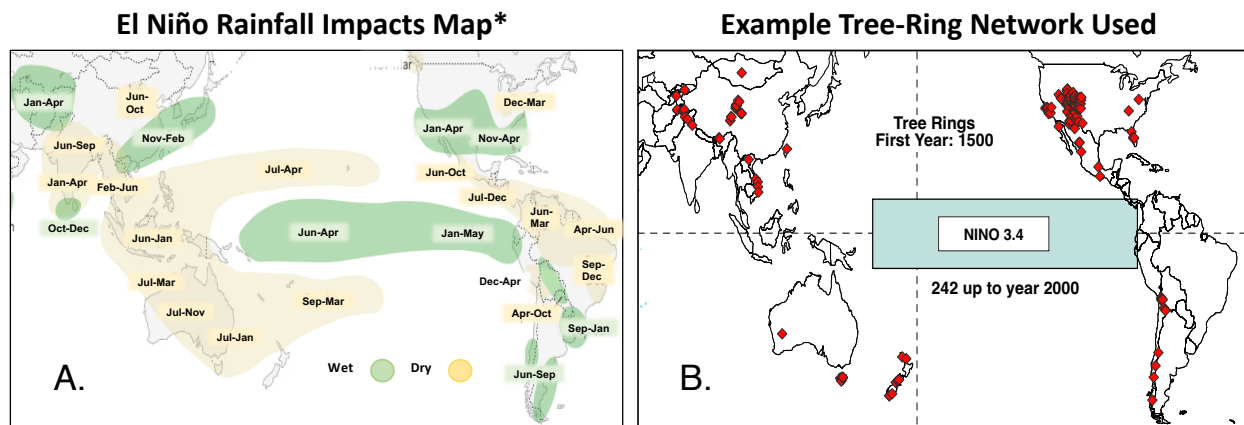 El Niño Rainfall Impacts Map*
Jan-Apr
Jun-
Oct
Nov-Feb
Jun-Sep
Jan-Apr
Feb-Jun
Oct-Dec
Jun-Jan
Jul-Mar
Jul-Nov
Jul-Jan
Jul-Apr
Jun-Apr
Jan-May
Sep-Mar
Dec-Mar
Jan-Apr
Nov-Apr
Jun-Oct
Jul-Dec
Jun-
Mar
Apr-Jun
Sep-
Dec
Dec-Apr
Apr-Oct
Sep-Jan
Jun-Sep
Wet
Dry
A.
Example Tree-Ring Network Used
Tree Rings
First Year: 1500
NINO 3.4
242 up to year 2000
B.